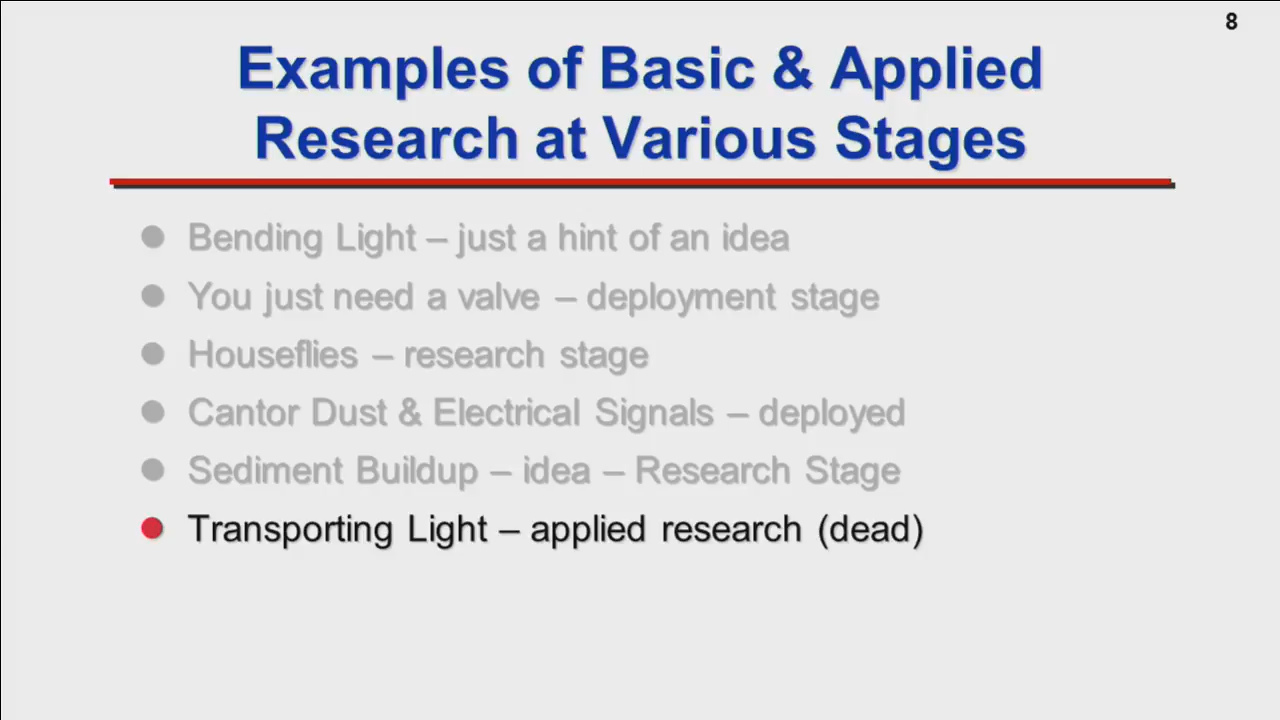 8
Examples of Basic & Applied
Research at Various Stages
Bending Light – just a hint of an idea
You just need a valve – deployment stage
Houseflies – research stage
Cantor Dust & Electrical Signals – deployed
Sediment Buildup – idea – Research Stage
Transporting Light – applied research (dead)